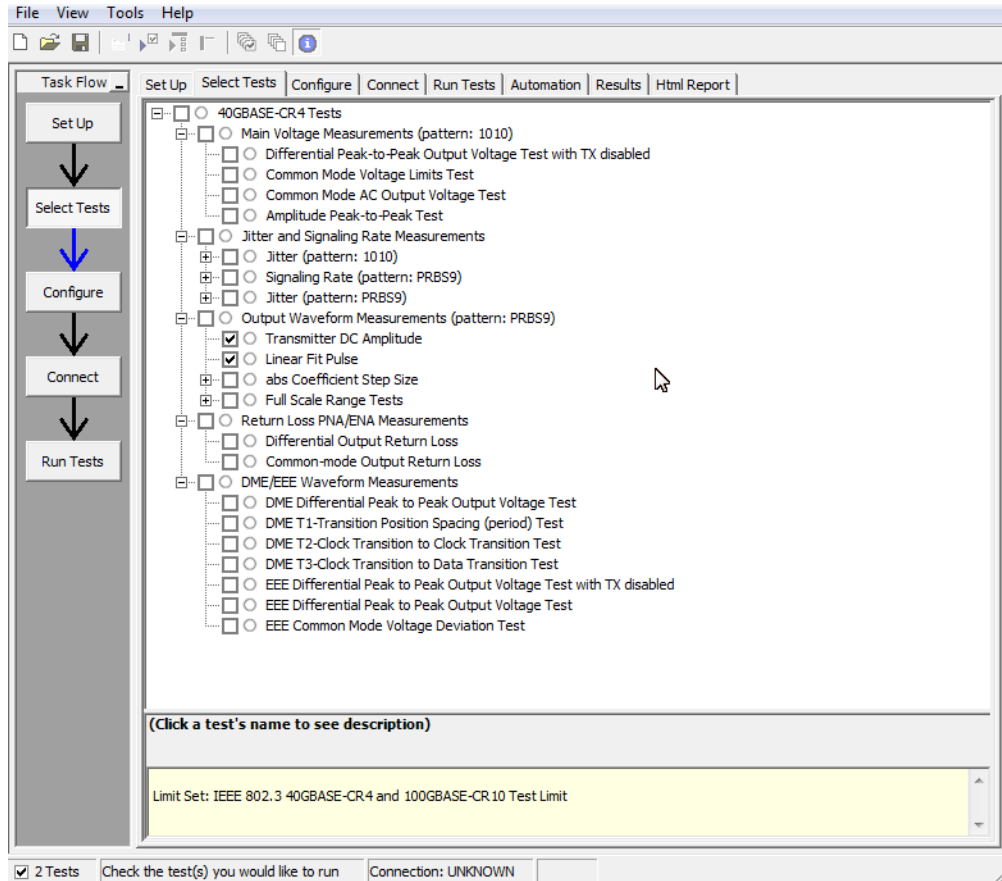 File View Tools Help
Task Flow
Set Up
Select Tests
Configure
Connect
Run Tests
Set Up Select Tests Configure Connect Run Tests Automation Results Html Report
40GBASE-CR4 Tests
Main Voltage Measurements (pattern: 1010)
Differential Peak-to-Peak Output Voltage Test with TX disabled
Common Mode Voltage Limits Test
Common Mode AC Output Voltage Test
Amplitude Peak-to-Peak Test
Jitter and Signaling Rate Measurements
Jitter (pattern: 1010)
Signaling Rate (pattern: PRBS9)
Jitter (pattern: PRBS9)
Output Waveform Measurements (pattern: PRBS9)
Transmitter DC Amplitude
Linear Fit Pulse
abs Coefficient Step Size
Full Scale Range Tests
Return Loss PNA/ENA Measurements
Differential Output Return Loss
Common-mode Output Return Loss
DME/EEE Waveform Measurements
DME Differential Peak to Peak Output Voltage Test
DME T1-Transition Position Spacing (period) Test
DME T2-Clock Transition to Clock Transition Test
DME T3-Clock Transition to Data Transition Test
EEE Differential Peak to Peak Output Voltage Test with TX disabled
EEE Differential Peak to Peak Output Voltage Test
EEE Common Mode Voltage Deviation Test
(Click a test's name to see description)
Limit Set: IEEE 802.3 40GBASE-CR4 and 100GBASE-CR10 Test Limit
2 Tests Check the test(s) you would like to run Connection: UNKNOWN